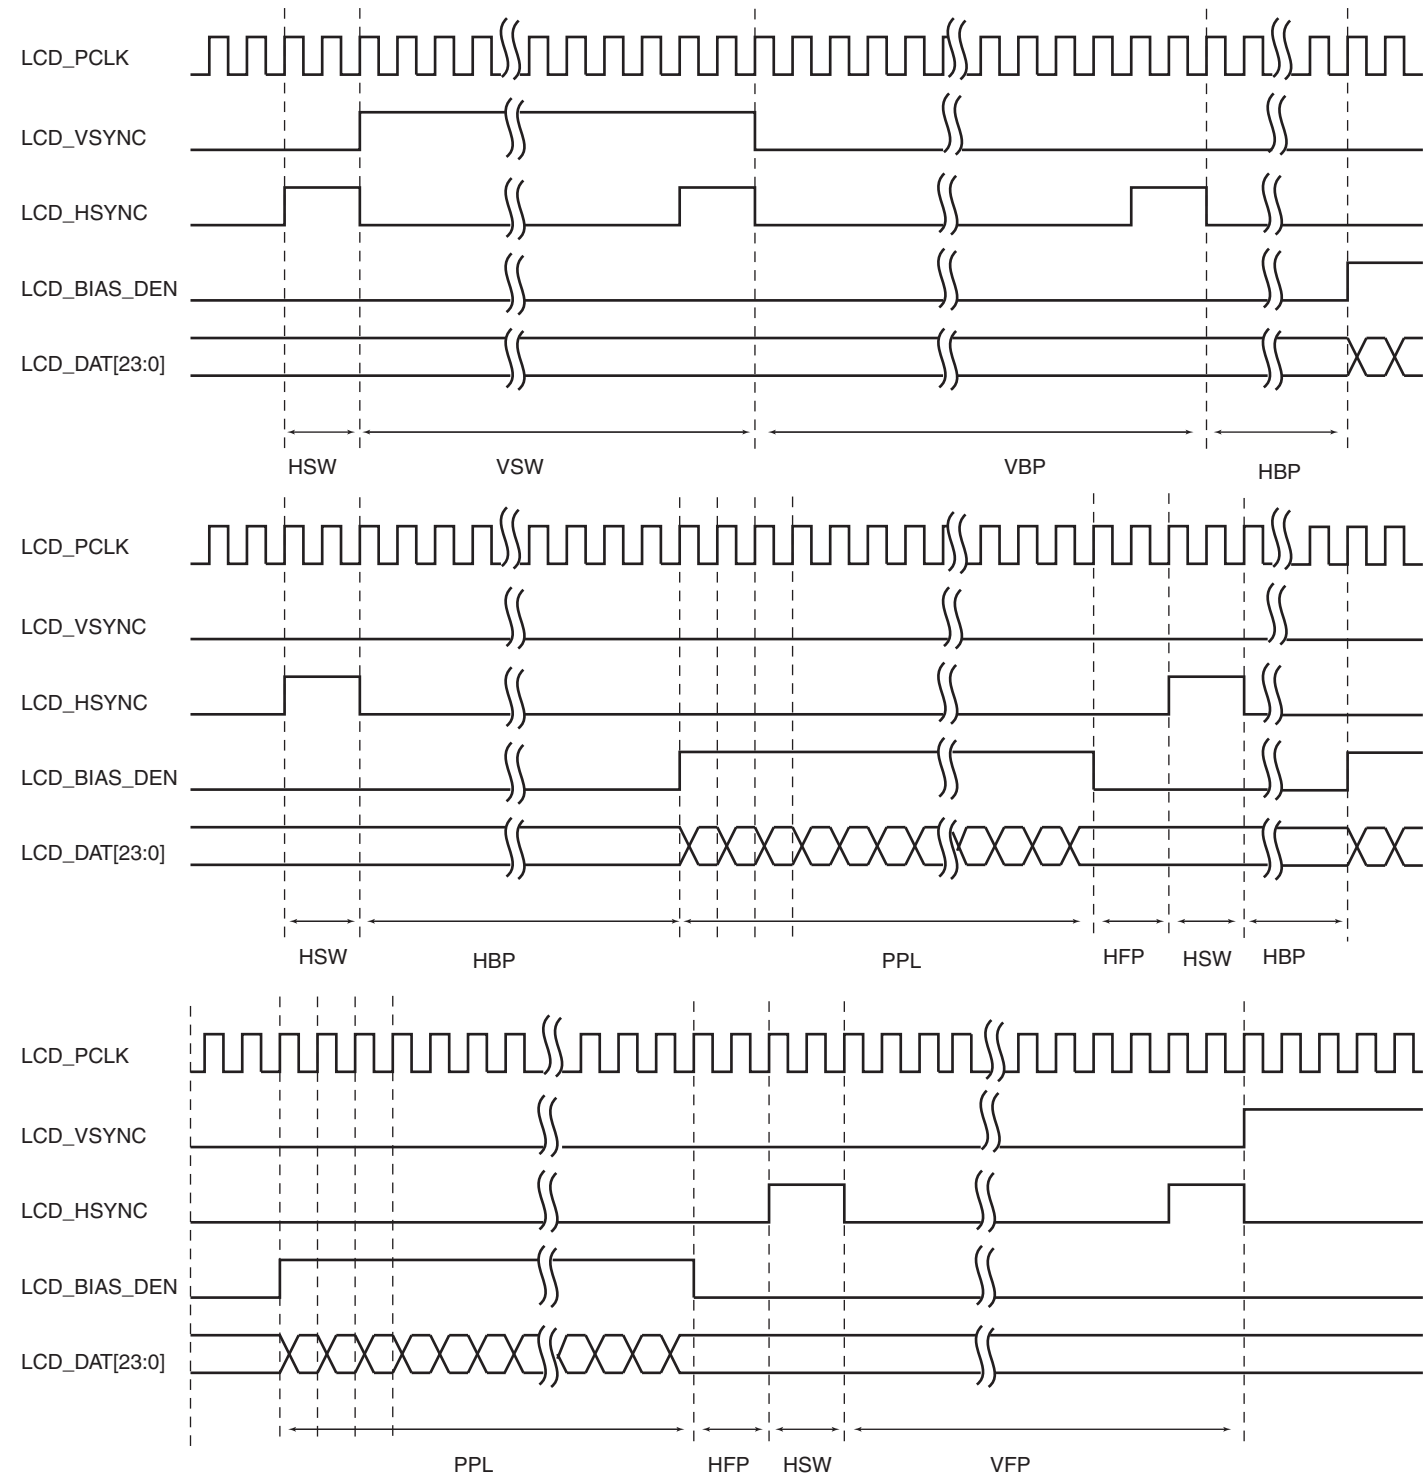 LCD_PCLK
LCD_VSYNC
LCD_HSYNC
LCD_BIAS_DEN
LCD_DAT[23:0]
HSW VSW VBP HBP
LCD_PCLK
LCD_VSYNC
LCD_HSYNC
LCD_BIAS_DEN
LCD_DAT[23:0]
HSW HBP PPL HFP HSW HBP
LCD_PCLK
LCD_VSYNC
LCD_HSYNC
LCD_BIAS_DEN
LCD_DAT[23:0]
PPL HFP HSW VFP